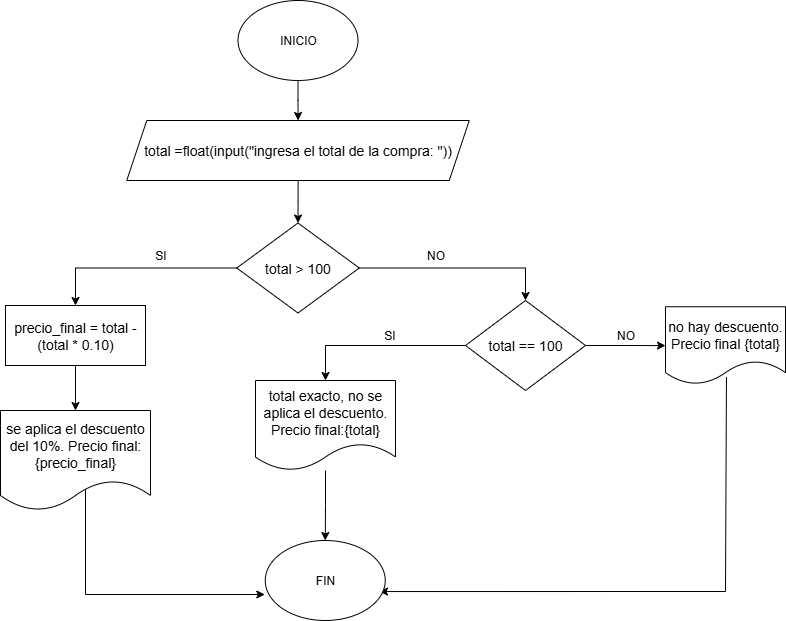 INICIO
total =float(input("ingresa el total de la compra: "))
total > 100
SI
NO
precio_final = total -
(total * 0.10)
se aplica el descuento
del 10%. Precio final:
{precio_final}
total == 100
SI
NO
total exacto, no se
aplica el descuento.
Precio final:{total}
no hay descuento.
Precio final {total}
FIN